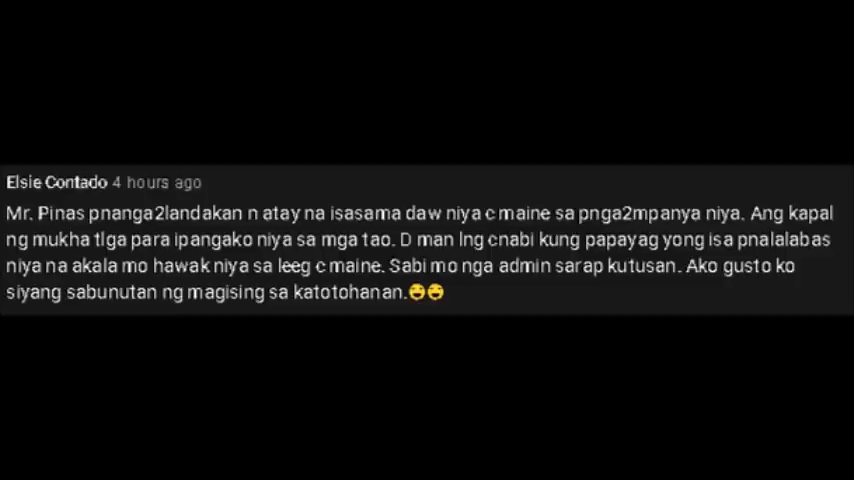 Elsie Contado 4 hours ago
Mr. Pinas pnanga2landakan n atay na isasama daw niya c maine sa pnga2mpanya niya. Ang kapal
ng mukha tlga para ipangako niya sa mga tao. D man lng cnabi kung papayag yong isa pnalalabas
niya na akala mo hawak niya sa leeg c maine. Sabi mo nga admin sarap kutusan. Ako gusto ko
siyang sabunutan ng magising sa katotohanan.😄😄